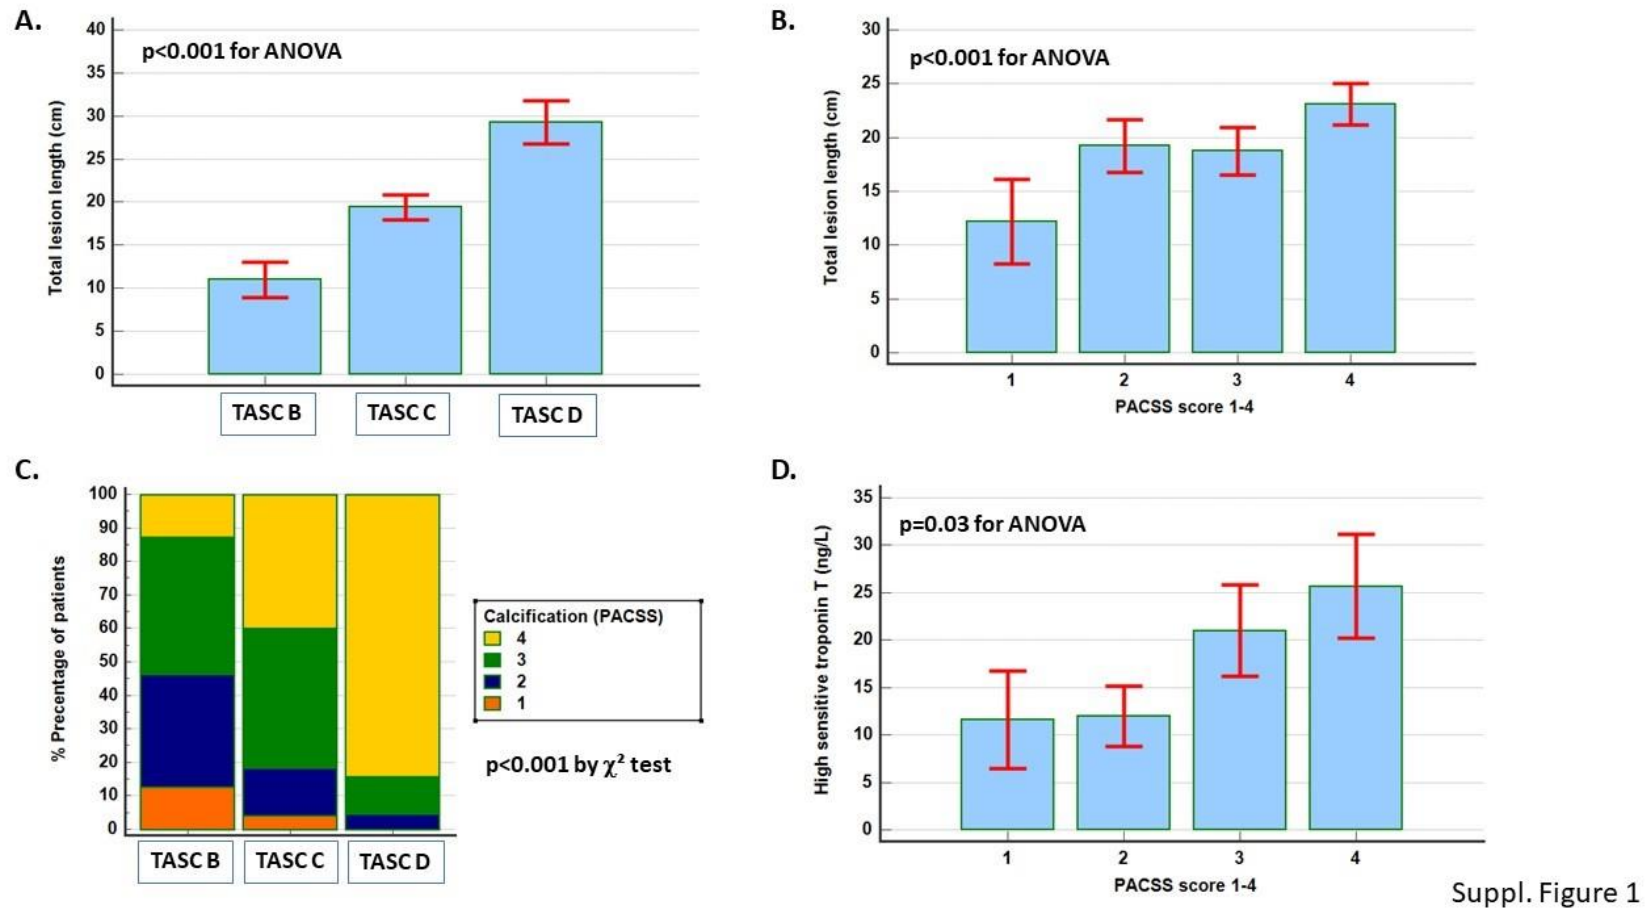 A.
p<0.001 for ANOVA
Total lesion length (cm)
40
35
30
25
20
15
10
5
0
TASC B
TASC C
TASC D
B.
p<0.001 for ANOVA
Total lesion length (cm)
30
25
20
15
10
5
0
1
2
3
4
PACSS score 1-4
C.
% Precentage of patients
100
90
80
70
60
50
40
30
20
10
0
TASC B
TASC C
TASC D
Calcification (PACSS)
4
3
2
1
p<0.001 by χ² test
D.
p=0.03 for ANOVA
High sensitive troponin T (ng/L)
35
30
25
20
15
10
5
0
1
2
3
4
PACSS score 1-4
Suppl. Figure 1